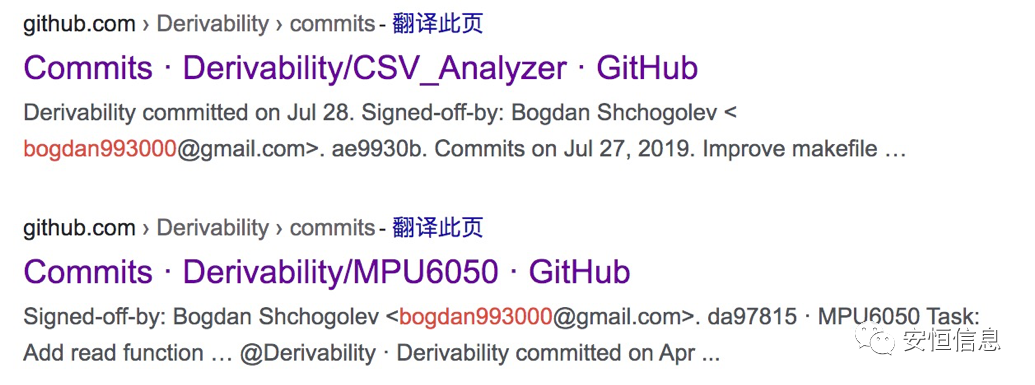 github.com › Derivability › commits - 翻译此页
Commits · Derivability/CSV_Analyzer · GitHub
Derivability committed on Jul 28. Signed-off-by: Bogdan Shchogolev <
bogdan993000@gmail.com>. ae9930b. Commits on Jul 27, 2019. Improve makefile …
github.com › Derivability › commits - 翻译此页
Commits · Derivability/MPU6050 · GitHub
Signed-off-by: Bogdan Shchogolev <bogdan993000@gmail.com>. da97815 · MPU6050 Task:
Add read function … @Derivability · Derivability committed on Apr ...
安恒信息